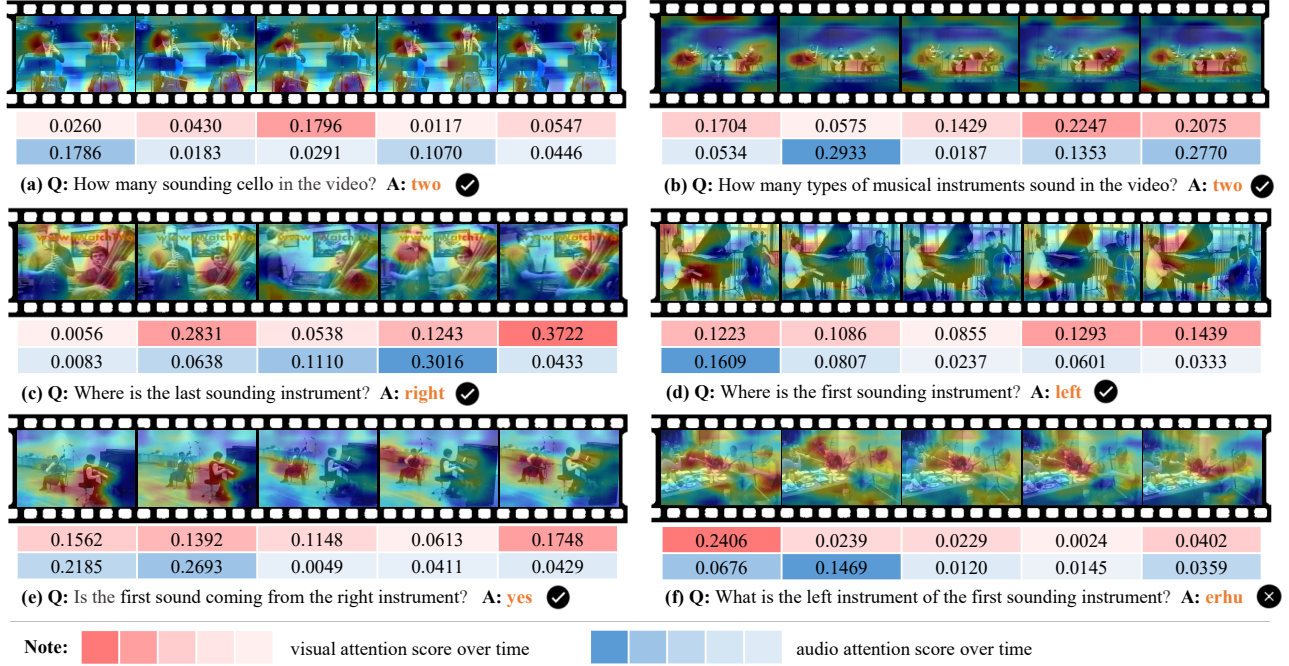 0.0260 0.0430 0.1796 0.0117 0.0547
0.1786 0.0183 0.0291 0.1070 0.0446
(a) Q: How many sounding cello in the video? A: two
0.1704 0.0575 0.1429 0.2247 0.2075
0.0534 0.2933 0.0187 0.1353 0.2770
(b) Q: How many types of musical instruments sound in the video? A: two
0.0056 0.2831 0.0538 0.1243 0.3722
0.0083 0.0638 0.1110 0.3016 0.0433
(c) Q: Where is the last sounding instrument? A: right
0.1223 0.1086 0.0855 0.1293 0.1439
0.1609 0.0807 0.0237 0.0601 0.0333
(d) Q: Where is the first sounding instrument? A: left
0.1562 0.1392 0.1148 0.0613 0.1748
0.2185 0.2693 0.0049 0.0411 0.0429
(e) Q: Is the first sound coming from the right instrument? A: yes
0.2406 0.0239 0.0229 0.0024 0.0402
0.0676 0.1469 0.0120 0.0145 0.0359
(f) Q: What is the left instrument of the first sounding instrument? A: erhu
Note: visual attention score over time audio attention score over time